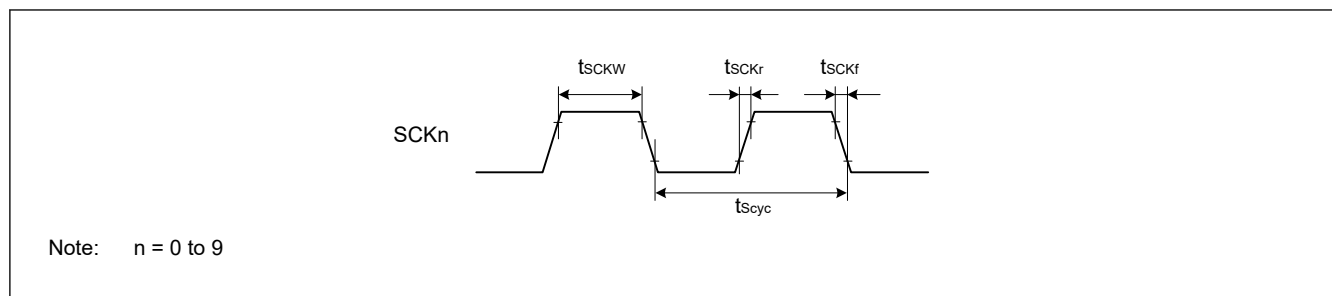 tSCKW tSCKr tSCKf
SCKn
tScyc
Note: n = 0 to 9